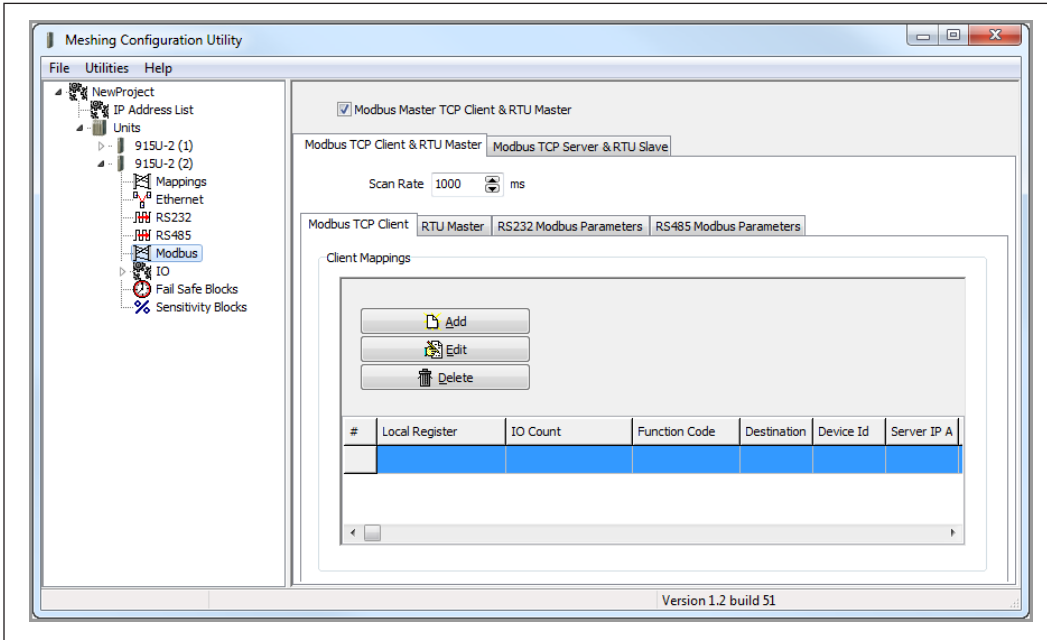 Meshing Configuration Utility
File Utilities Help
NewProject
IP Address List
Units
915U-2 (1)
915U-2 (2)
Mappings
Ethernet
RS232
RS485
Modbus
IO
Fail Safe Blocks
Sensitivity Blocks
Modbus Master TCP Client & RTU Master
Modbus TCP Client & RTU Master Modbus TCP Server & RTU Slave
Scan Rate 1000 ms
Modbus TCP Client RTU Master RS232 Modbus Parameters RS485 Modbus Parameters
Client Mappings
Add
Edit
Delete
# Local Register IO Count Function Code Destination Device Id Server IP A
Version 1.2 build 51